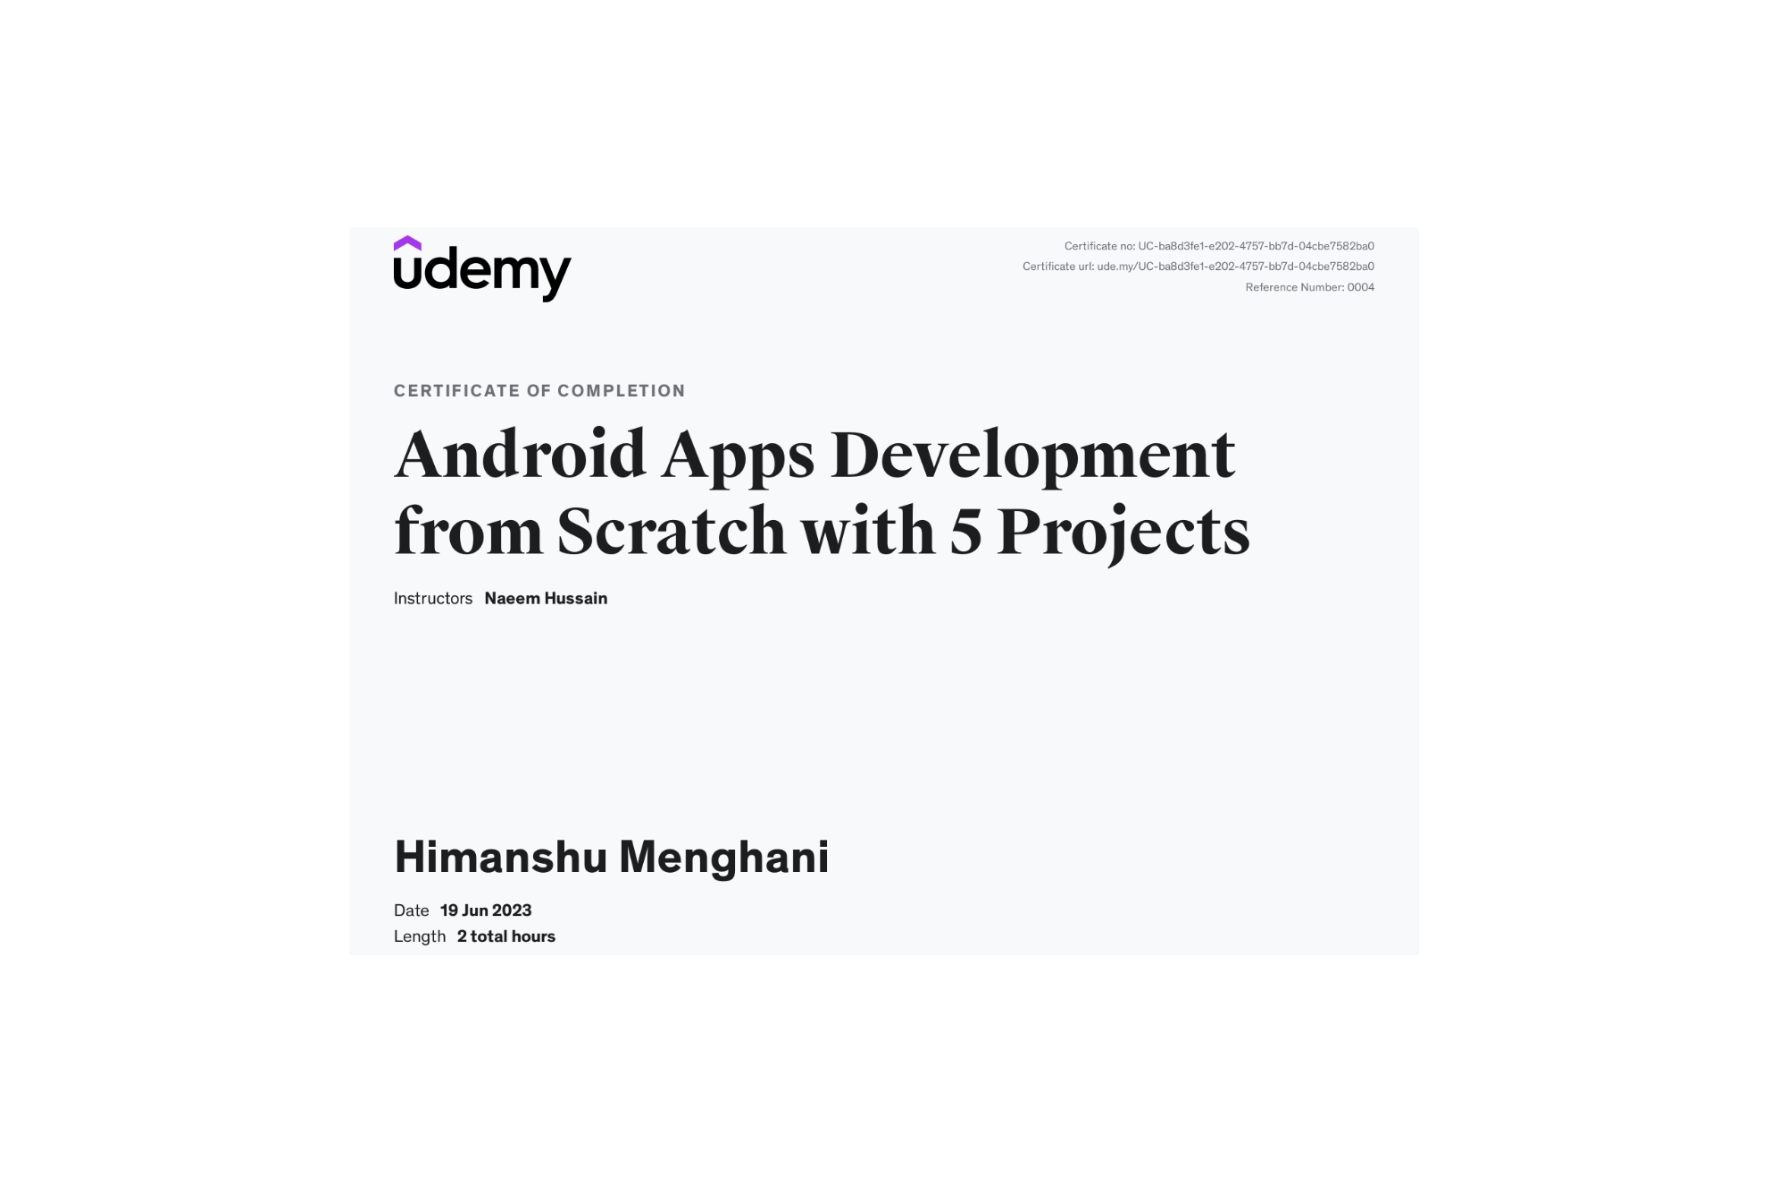 udemy
Certificate no: UC-ba8d3fe1-e202-4757-bb7d-04cbe7582ba0
Certificate url: ude.my/UC-ba8d3fe1-e202-4757-bb7d-04cbe7582ba0
Reference Number: 0004
CERTIFICATE OF COMPLETION
Android Apps Development
from Scratch with 5 Projects
Instructors Naeem Hussain
Himanshu Menghani
Date 19 Jun 2023
Length 2 total hours